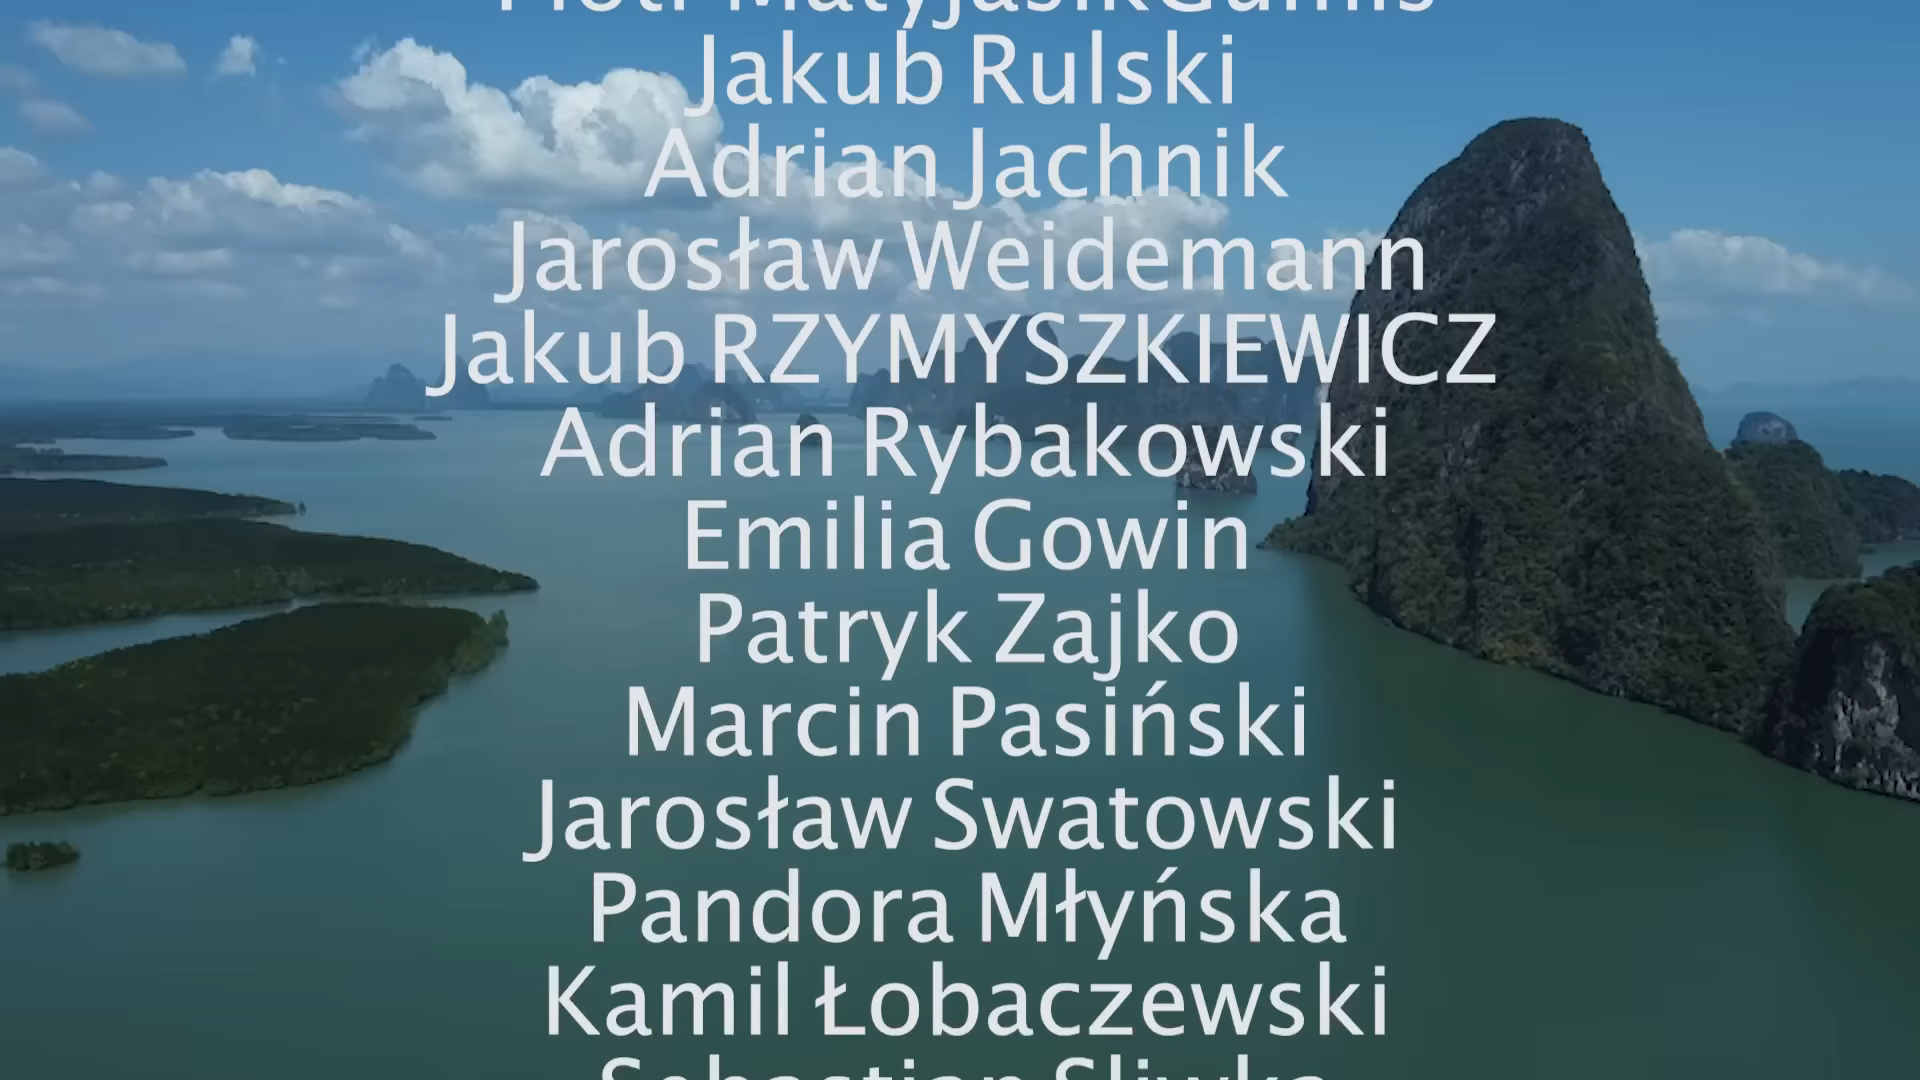 Jakub Rulski
Adrian Jachnik
Jarosław Weidemann
Jakub RZYMYSZKIEWICZ
Adrian Rybakowski
Emilia Gowin
Patryk Zajko
Marcin Pasiński
Jarosław Swatowski
Pandora Młyńska
Kamil Łobaczewski